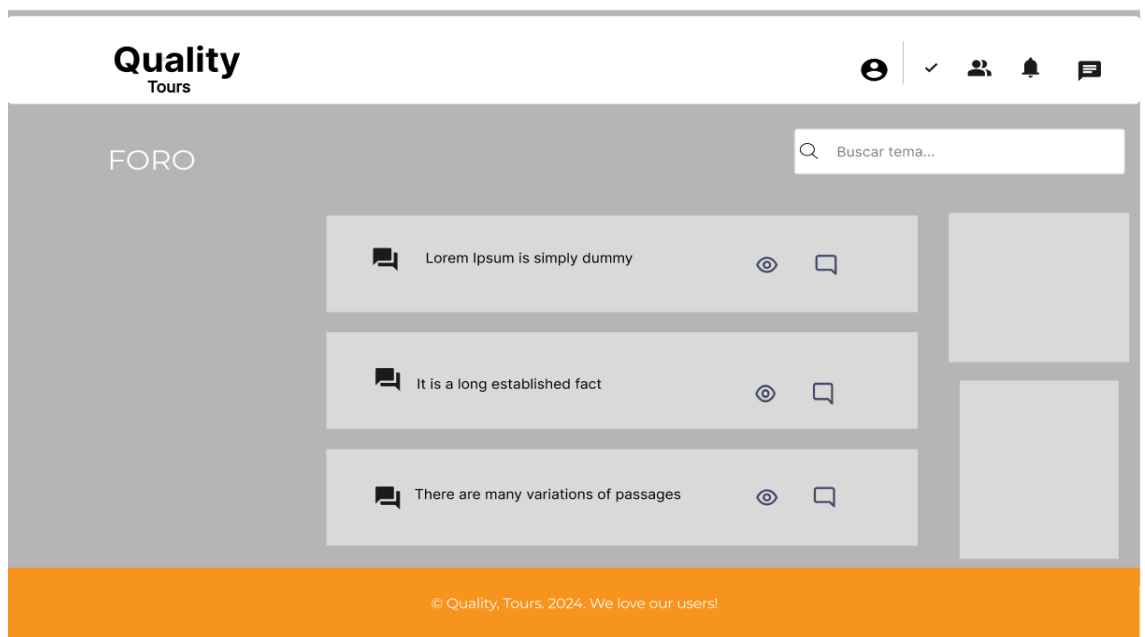 Quality
Tours
FORO
Buscar tema...
Lorem Ipsum is simply dummy
It is a long established fact
There are many variations of passages
© Quality, Tours. 2024. We love our users!